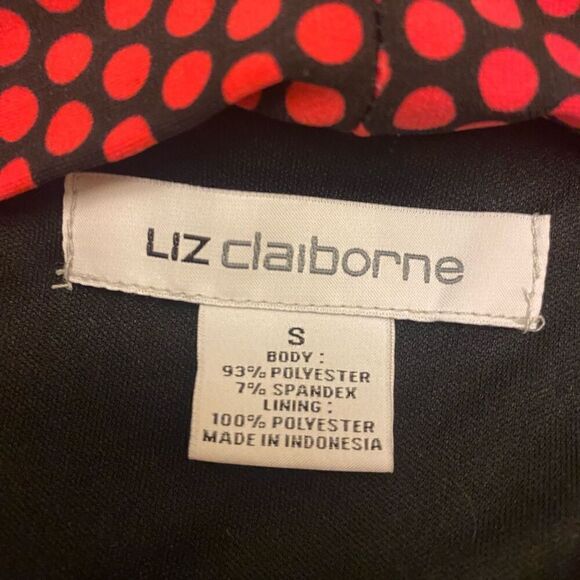 LIZ claiborne
S
BODY :
93% POLYESTER
7% SPANDEX
LINING :
100% POLYESTER
MADE IN INDONESIA